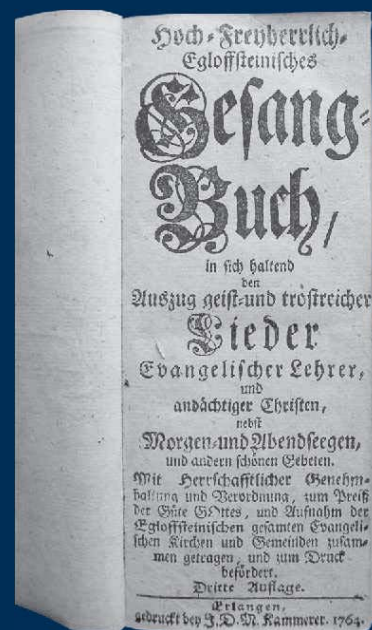 Hoch-Freyherrlich-
Egloffsteinisches
Gesang-
Buch,
in sich haltend
den
Auszug geist-und trostreicher
Lieder
Evangelischer Lehrer,
und
andächtiger Christen,
nebst
Morgen-und Abendseegen,
und andern schönen Gebeten.
Mit Herrschafftlicher Genehm-
haltung und Verordnung, zum Preiß
der Güte GOttes, und Aufnahm der
Egloffsteinischen gesamten Evangeli-
schen Kirchen und Gemeinden zusam-
men getragen, und zum Druck
befördert.
Dritte Auflage.
Erlangen,
gedruckt bey J. D. M. Kammerer. 1764.